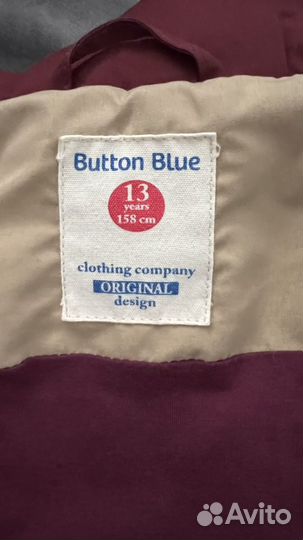 Button Blue
13
years
158 cm
clothing company
ORIGINAL
design
Avito